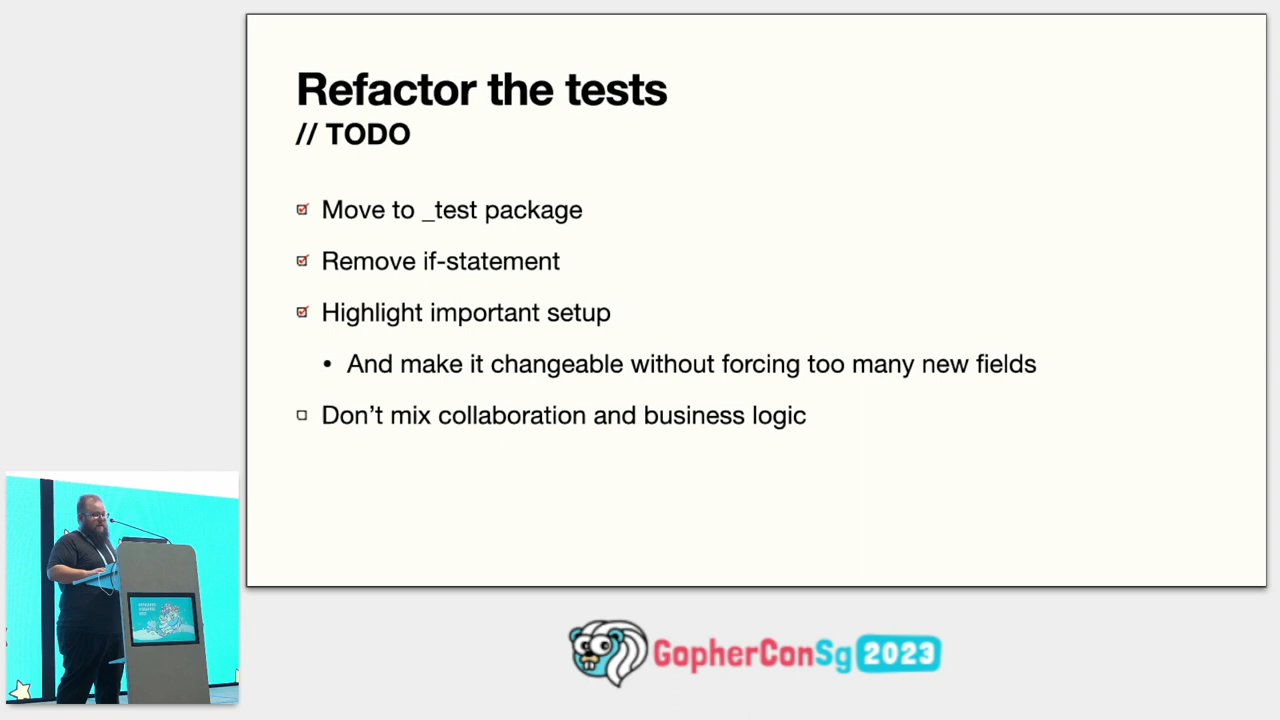 Refactor the tests
// TODO
Move to _test package
Remove if-statement
Highlight important setup
And make it changeable without forcing too many new fields
Don’t mix collaboration and business logic
GopherConSg 2023